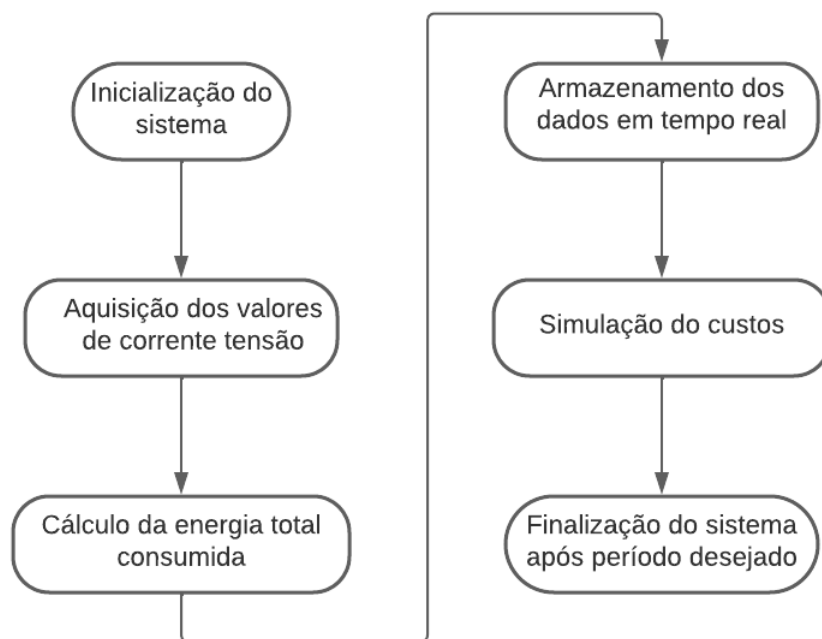 Inicialização do
sistema
Aquisição dos valores
de corrente tensão
Cálculo da energia total
consumida
Armazenamento dos
dados em tempo real
Simulação do custos
Finalização do sistema
após período desejado